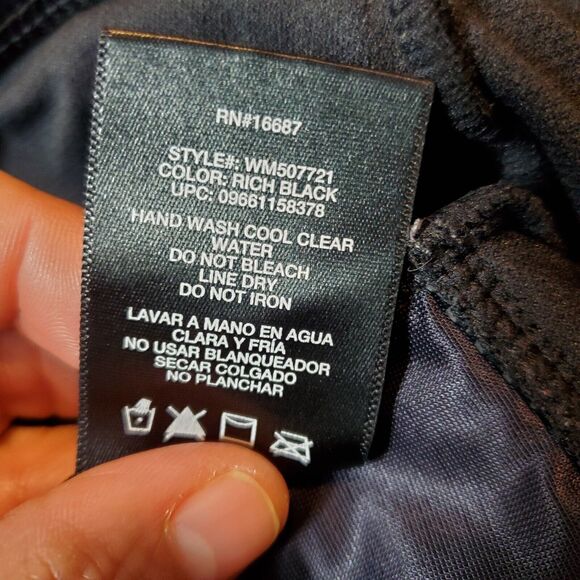 RN#16687
STYLE#: WM507721
COLOR: RICH BLACK
UPC: 09661158378
HAND WASH COOL CLEAR
WATER
DO NOT BLEACH
LINE DRY
DO NOT IRON
LAVAR A MANO EN AGUA
CLARA Y FRÍA
NO USAR BLANQUEADOR
SECAR COLGADO
NO PLANCHAR